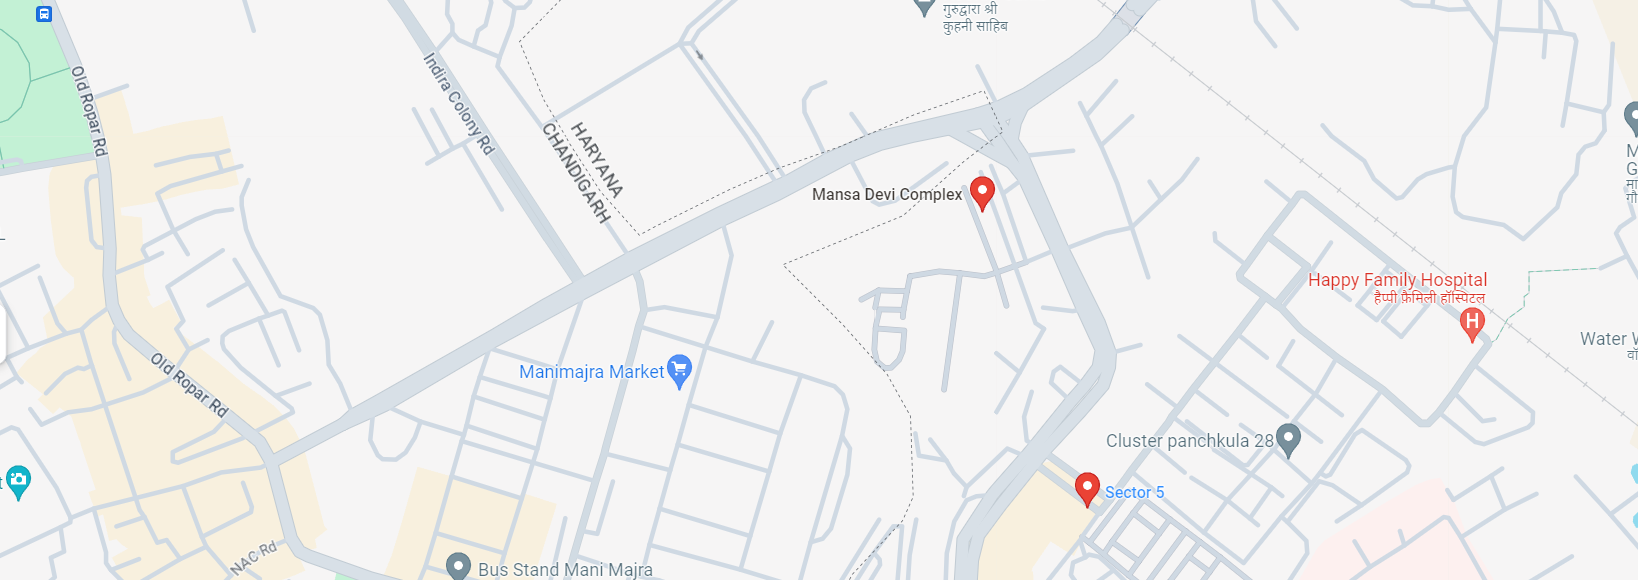 गुरुद्वारा श्री
कुहनी साहिब
Old Ropar Rd
Indira Colony Rd
HARYANA
CHANDIGARH
Mansa Devi Complex
M
G
Happy Family Hospital
हैप्पी फ़ैमिली हॉस्पिटल
Water W
वॉ
Old Ropar Rd
Manimajra Market
H
Cluster panchkula 28
t
Sector 5
NAC Rd
Bus Stand Mani Majra